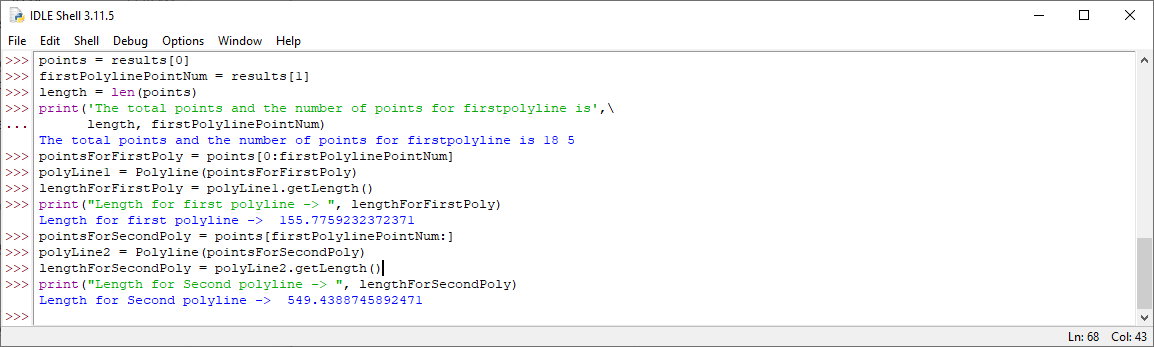 IDLE Shell 3.11.5
File Edit Shell Debug Options Window Help
>>> points = results[0]
>>> firstPolylinePointNum = results[1]
>>> length = len(points)
>>> print('The total points and the number of points for firstpolyline is',\
...       length, firstPolylinePointNum)
The total points and the number of points for firstpolyline is 18 5
>>> pointsForFirstPoly = points[0:firstPolylinePointNum]
>>> polyLine1 = Polyline(pointsForFirstPoly)
>>> lengthForFirstPoly = polyLine1.getLength()
>>> print("Length for first polyline -> ", lengthForFirstPoly)
Length for first polyline ->  155.7759232372371
>>> pointsForSecondPoly = points[firstPolylinePointNum:]
>>> polyLine2 = Polyline(pointsForSecondPoly)
>>> lengthForSecondPoly = polyLine2.getLength()
>>> print("Length for Second polyline -> ", lengthForSecondPoly)
Length for Second polyline ->  549.4388745892471
>>>
Ln: 68 Col: 43